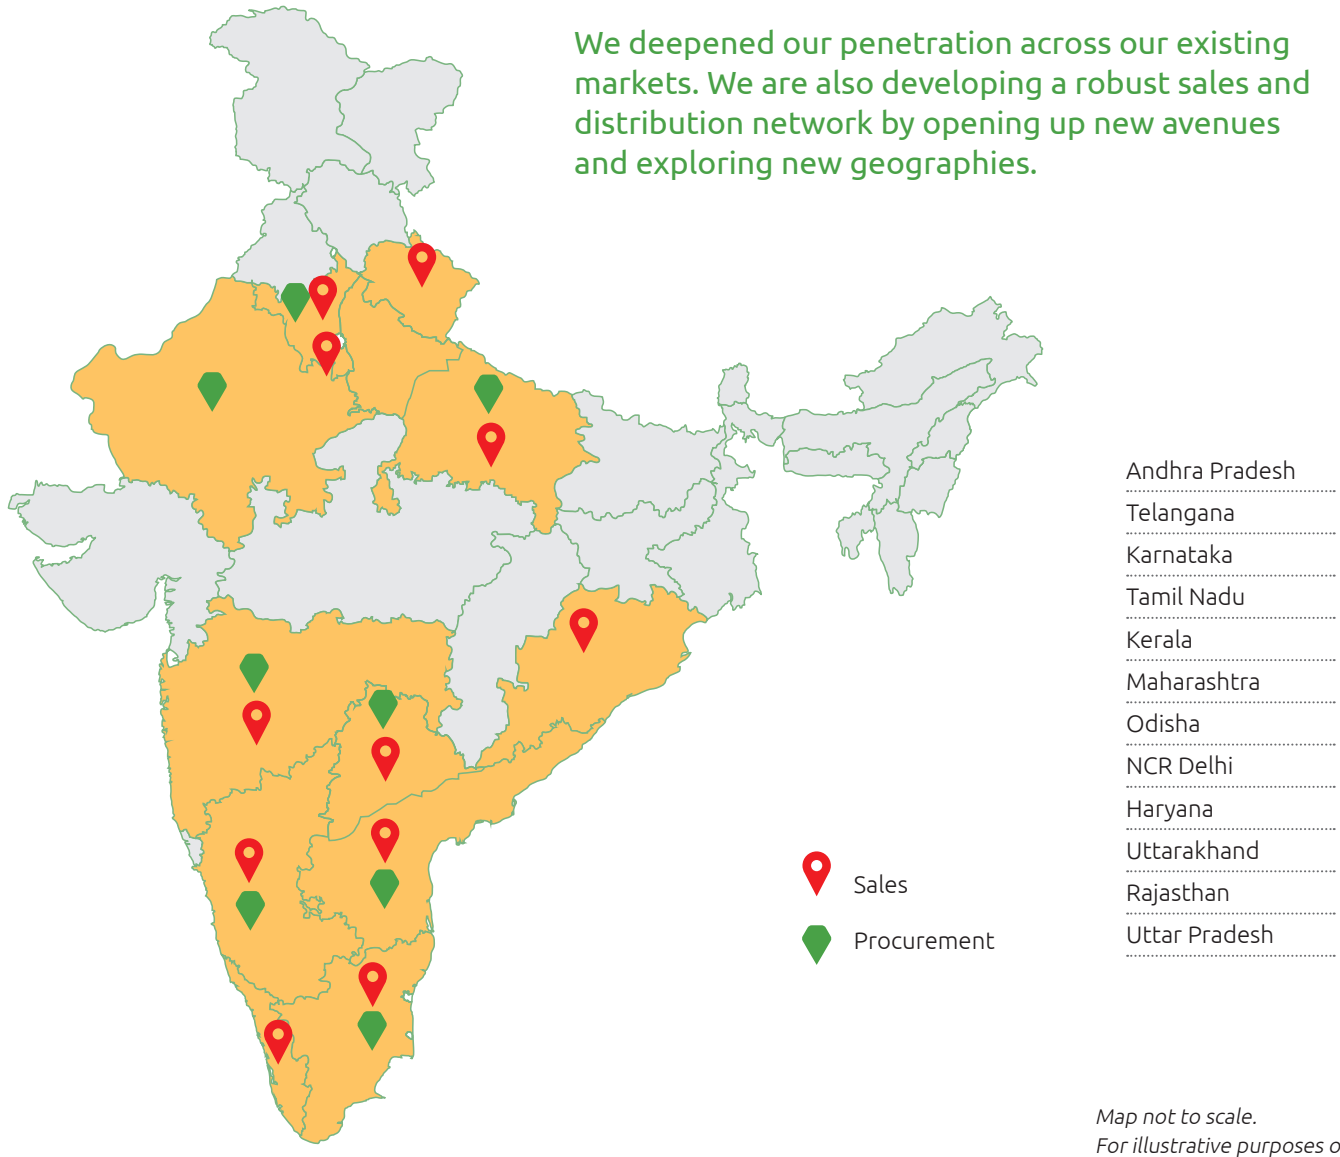 We deepened our penetration across our existing
markets. We are also developing a robust sales and
distribution network by opening up new avenues
and exploring new geographies.
Sales
Procurement
Andhra Pradesh
Telangana
Karnataka
Tamil Nadu
Kerala
Maharashtra
Odisha
NCR Delhi
Haryana
Uttarakhand
Rajasthan
Uttar Pradesh
Map not to scale.
For illustrative purposes